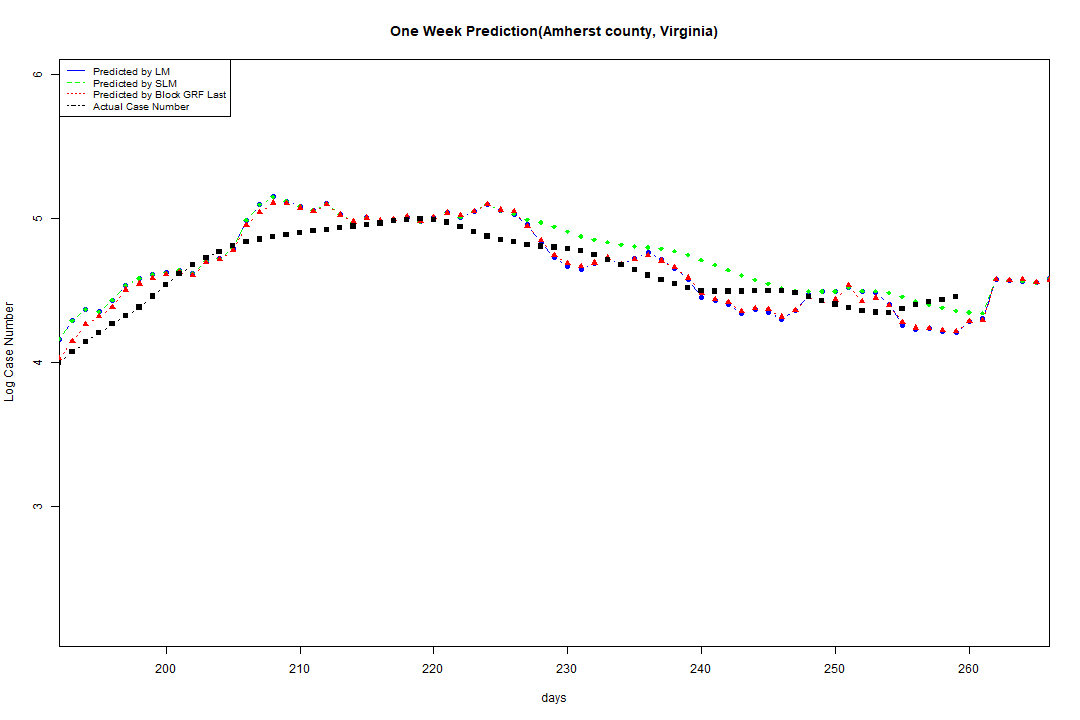 One Week Prediction(Amherst county, Virginia)
Predicted by LM
Predicted by SLM
Predicted by Block GRF Last
Actual Case Number
6
5
4
3
Log Case Number
200 210 220 230 240 250 260
days